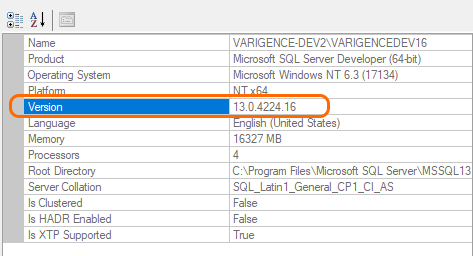 Name VARIGENCE-DEV2\VARIGENCEDEV16
Product Microsoft SQL Server Developer (64-bit)
Operating System Microsoft Windows NT 6.3 (17134)
Platform NT x64
Version 13.0.4224.16
Language English (United States)
Memory 16327 MB
Processors 4
Root Directory C:\Program Files\Microsoft SQL Server\MSSQL13
Server Collation SQL_Latin1_General_CP1_CI_AS
Is Clustered False
Is HADR Enabled False
Is XTP Supported True